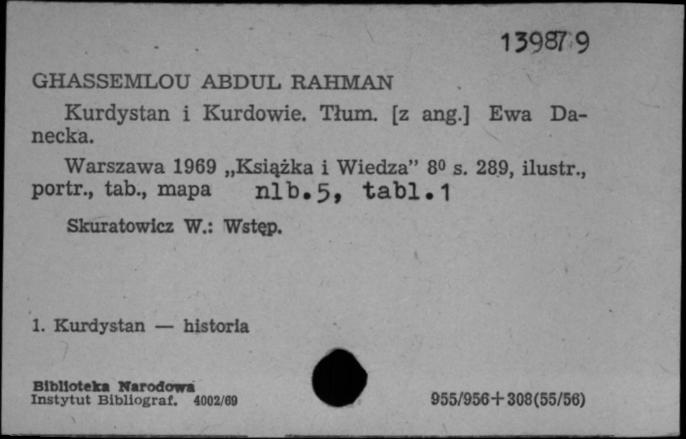 139879
GHASSEMLOU ABDUL RAHMAN
Kurdystan i Kurdowie. Tłum. [z ang.] Ewa Da-
necka.
Warszawa 1969 „Książka i Wiedza” 8⁰ s. 289, ilustr.,
portr., tab., mapa nlb.5, tabl.1
Skuratowicz W.: Wstęp.
1. Kurdystan — historia
Biblioteka Narodowa
Instytut Bibliograf. 4002/69
955/956+308(55/56)